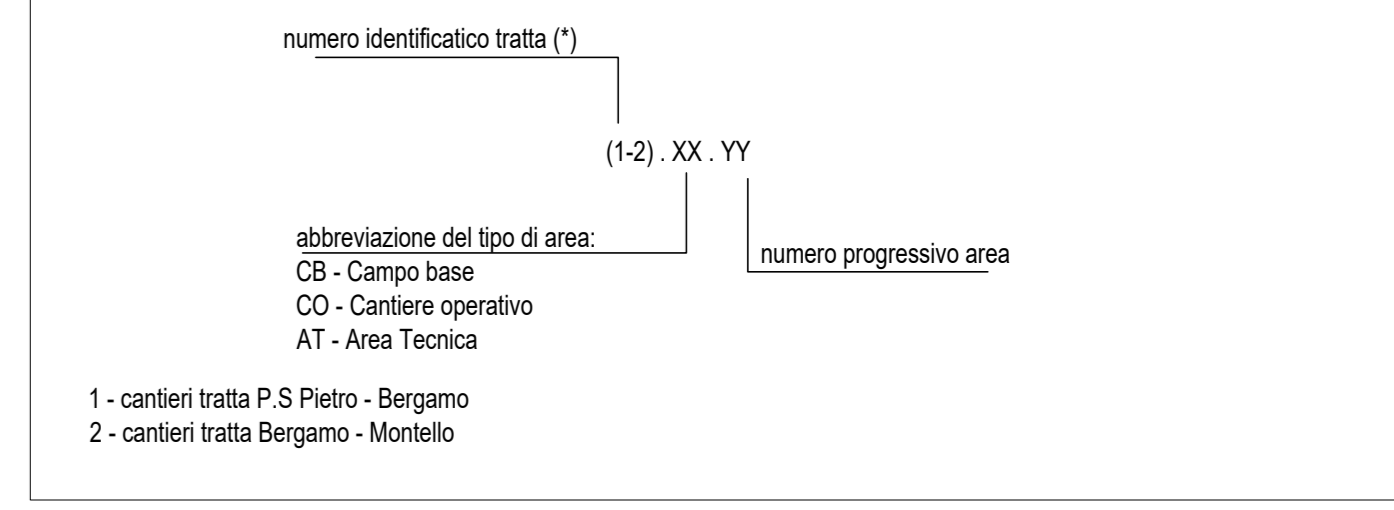 numero identificatico tratta (*)
(1-2) . XX . YY
abbreviazione del tipo di area:
numero progressivo area
CB - Campo base
CO - Cantiere operativo
AT - Area Tecnica
1 - cantieri tratta P.S Pietro - Bergamo
2 - cantieri tratta Bergamo - Montello